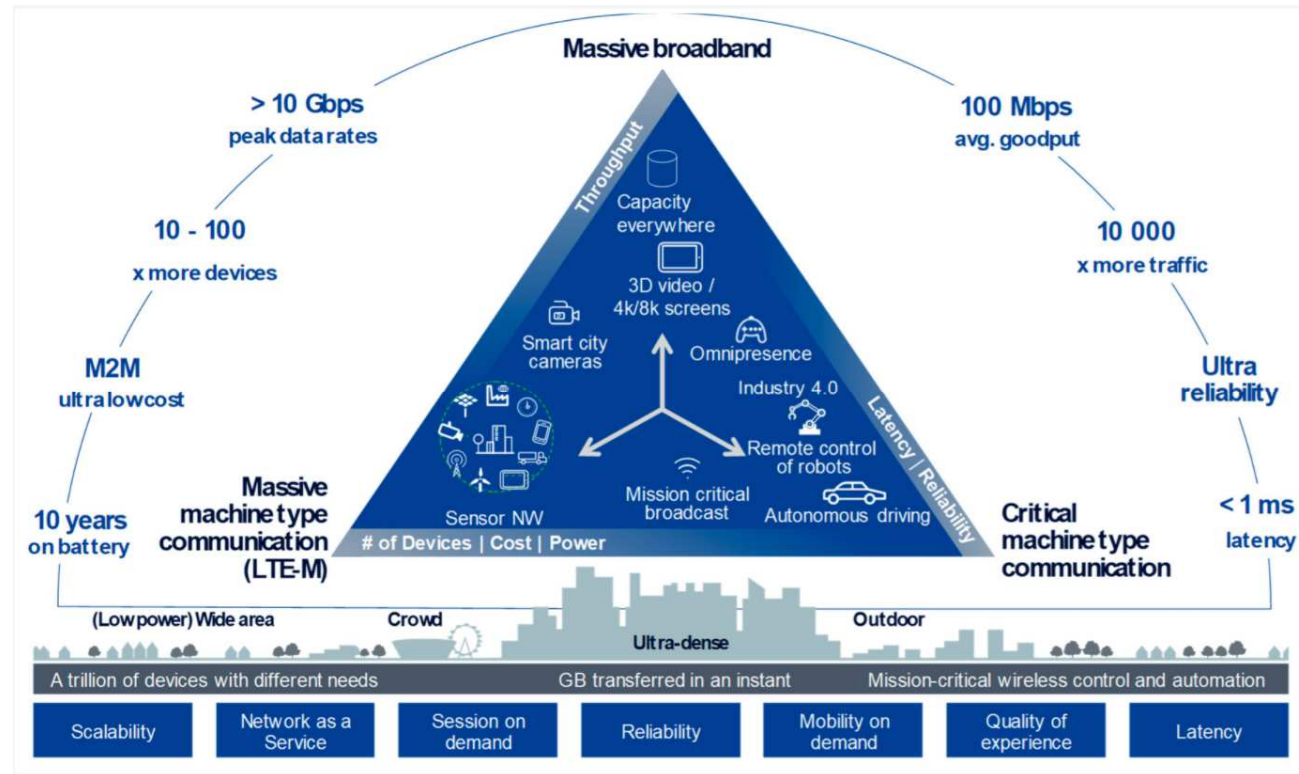 Massive broadband
> 10 Gbps
peak data rates
100 Mbps
avg. goodput
Throughput
Capacity
everywhere
10 - 100
x more devices
10 000
x more traffic
3D video /
4k/8k screens
Smart city
cameras
Omnipresence
M2M
ultra low cost
Ultra
reliability
Industry 4.0
Latency | Reliability
Remote control
of robots
Mission critical
broadcast
Autonomous driving
Sensor NW
Massive
machine type
communication
(LTE-M)
10 years
on battery
# of Devices | Cost | Power
Critical
machine type
communication
< 1 ms
latency
(Low power) Wide area
Crowd
Ultra-dense
Outdoor
A trillion of devices with different needs
GB transferred in an instant
Mission-critical wireless control and automation
Scalability
Network as a
Service
Session on
demand
Reliability
Mobility on
demand
Quality of
experience
Latency